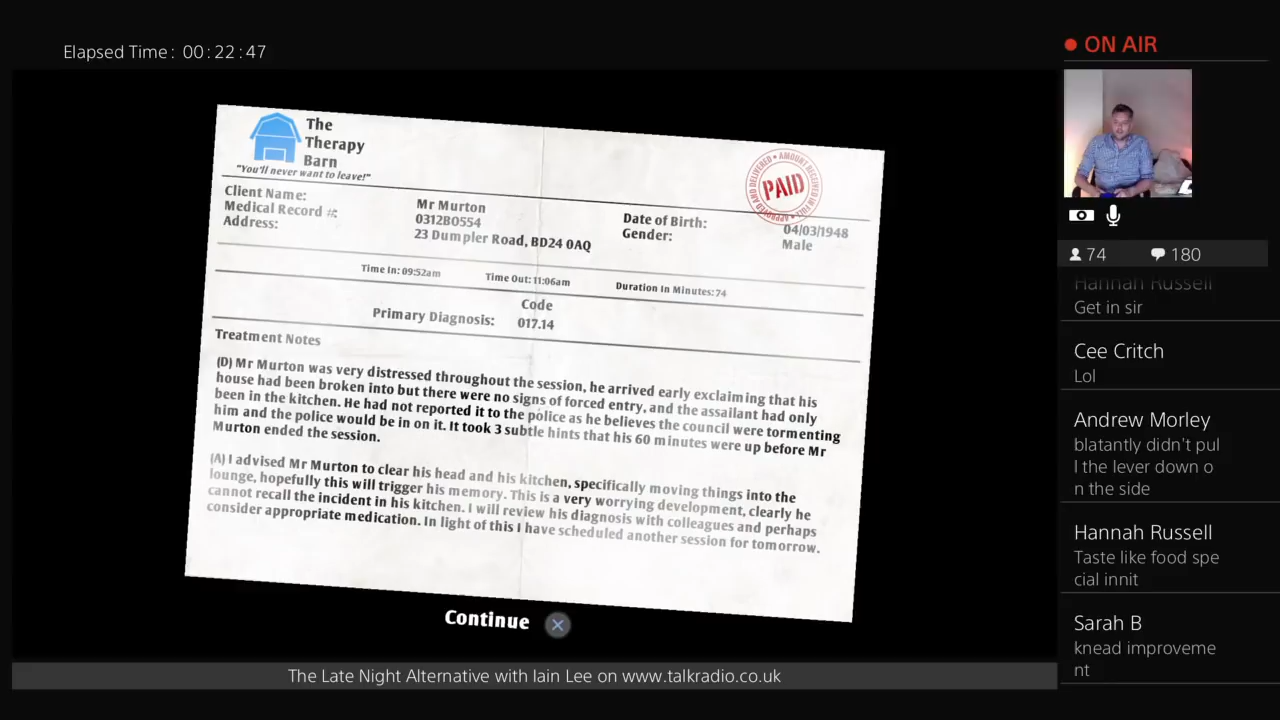 Elapsed Time: 00:22:47
ON AIR
The
Therapy
Barn
"You'll never want to leave!"
APPROVED AND DELIVERED • AMOUNT RECEIVED IN FULL
PAID
Client Name: Mr Murton Date of Birth: 04/03/1948
Medical Record #: 0312B0554 Gender: Male
Address: 23 Dumpler Road, BD24 0AQ
Time In: 09:52am Time Out: 11:06am Duration In Minutes: 74
Code
Primary Diagnosis: 017.14
Treatment Notes
(D) Mr Murton was very distressed throughout the session, he arrived early exclaiming that his
house had been broken into but there were no signs of forced entry, and the assailant had only
been in the kitchen. He had not reported it to the police as he believes the council were tormenting
him and the police would be in on it. It took 3 subtle hints that his 60 minutes were up before Mr
Murton ended the session.
(A) I advised Mr Murton to clear his head and his kitchen, specifically moving things into the
lounge, hopefully this will trigger his memory. This is a very worrying development, clearly he
cannot recall the incident in his kitchen. I will review his diagnosis with colleagues and perhaps
consider appropriate medication. In light of this I have scheduled another session for tomorrow.
Continue
The Late Night Alternative with Iain Lee on www.talkradio.co.uk
74 180
Hannah Russell
Get in sir
Cee Critch
Lol
Andrew Morley
blatantly didn't pul
l the lever down o
n the side
Hannah Russell
Taste like food spe
cial innit
Sarah B
knead improveme
nt